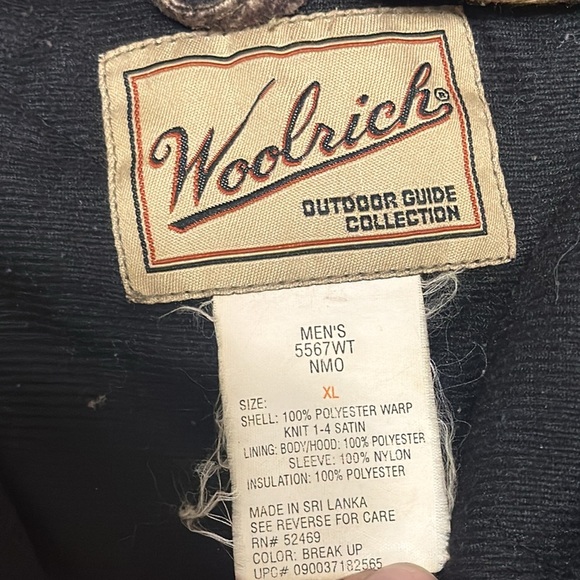 Woolrich®
OUTDOOR GUIDE
COLLECTION
MEN'S
5567WT
NMO
SIZE: XL
SHELL: 100% POLYESTER WARP
KNIT 1-4 SATIN
LINING: BODY/HOOD: 100% POLYESTER
SLEEVE: 100% NYLON
INSULATION: 100% POLYESTER
MADE IN SRI LANKA
SEE REVERSE FOR CARE
RN# 52469
COLOR: BREAK UP
UPC# 090037182565